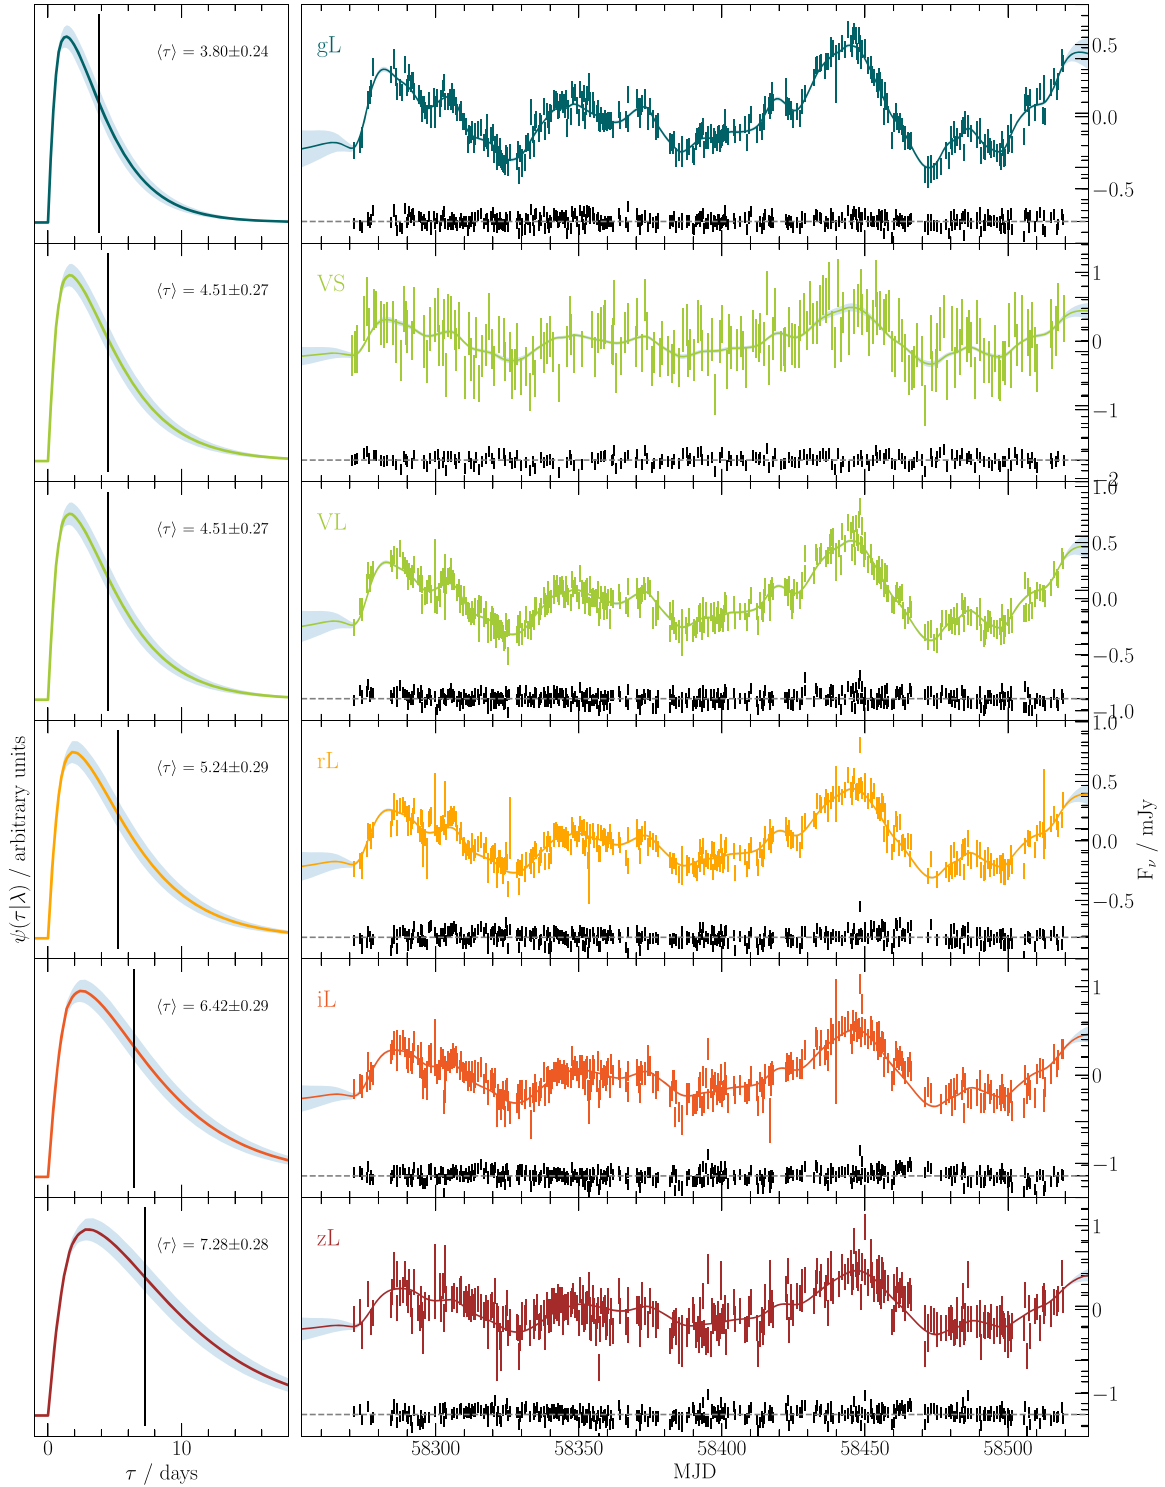 ⟨τ⟩ = 3.80±0.24
gL
0.5
0.0
−0.5
⟨τ⟩ = 4.51±0.27
VS
1
0
−1
−2
⟨τ⟩ = 4.51±0.27
VL
1.0
0.5
0.0
−0.5
−1.0
⟨τ⟩ = 5.24±0.29
rL
1.0
0.5
0.0
−0.5
ψ(τ|λ) / arbitrary units
F_ν / mJy
⟨τ⟩ = 6.42±0.29
iL
1
0
−1
⟨τ⟩ = 7.28±0.28
zL
1
0
−1
0 10
τ / days
58300 58350 58400 58450 58500
MJD